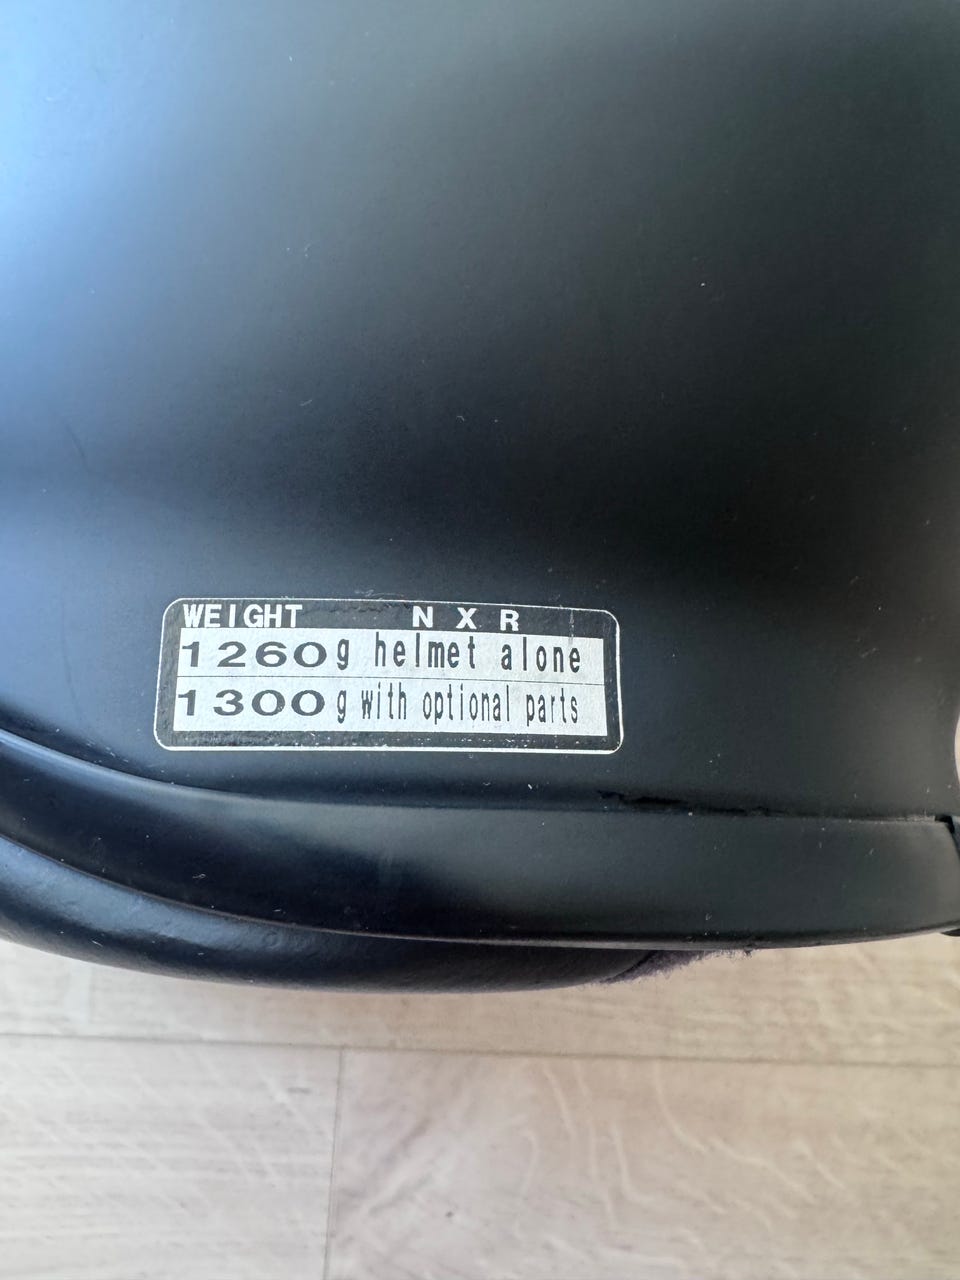 WEIGHT NXR
1260g helmet alone
1300g with optional parts